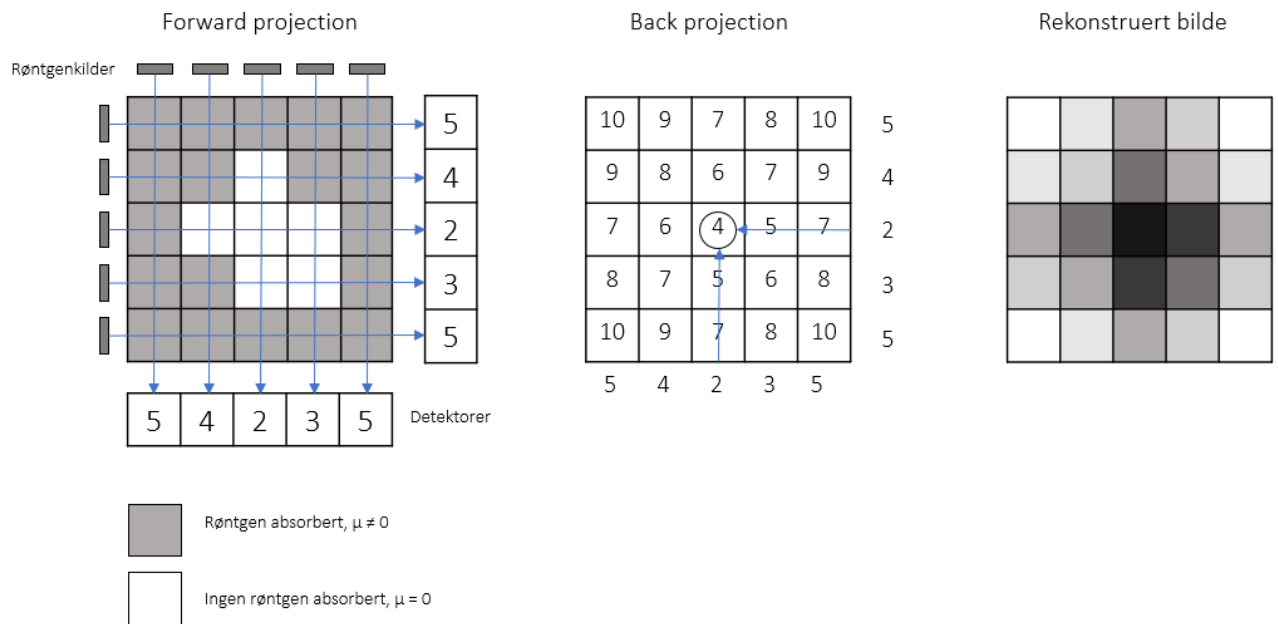 Forward projection
Back projection
Rekonstruert bilde
Røntgenkilder
5
4
2
3
5
5 4 2 3 5
Detektorer
10 9 7 8 10 5
9 8 6 7 9 4
7 6 4 5 7 2
8 7 5 6 8 3
10 9 7 8 10 5
5 4 2 3 5
Røntgen absorbert, μ ≠ 0
Ingen røntgen absorbert, μ = 0